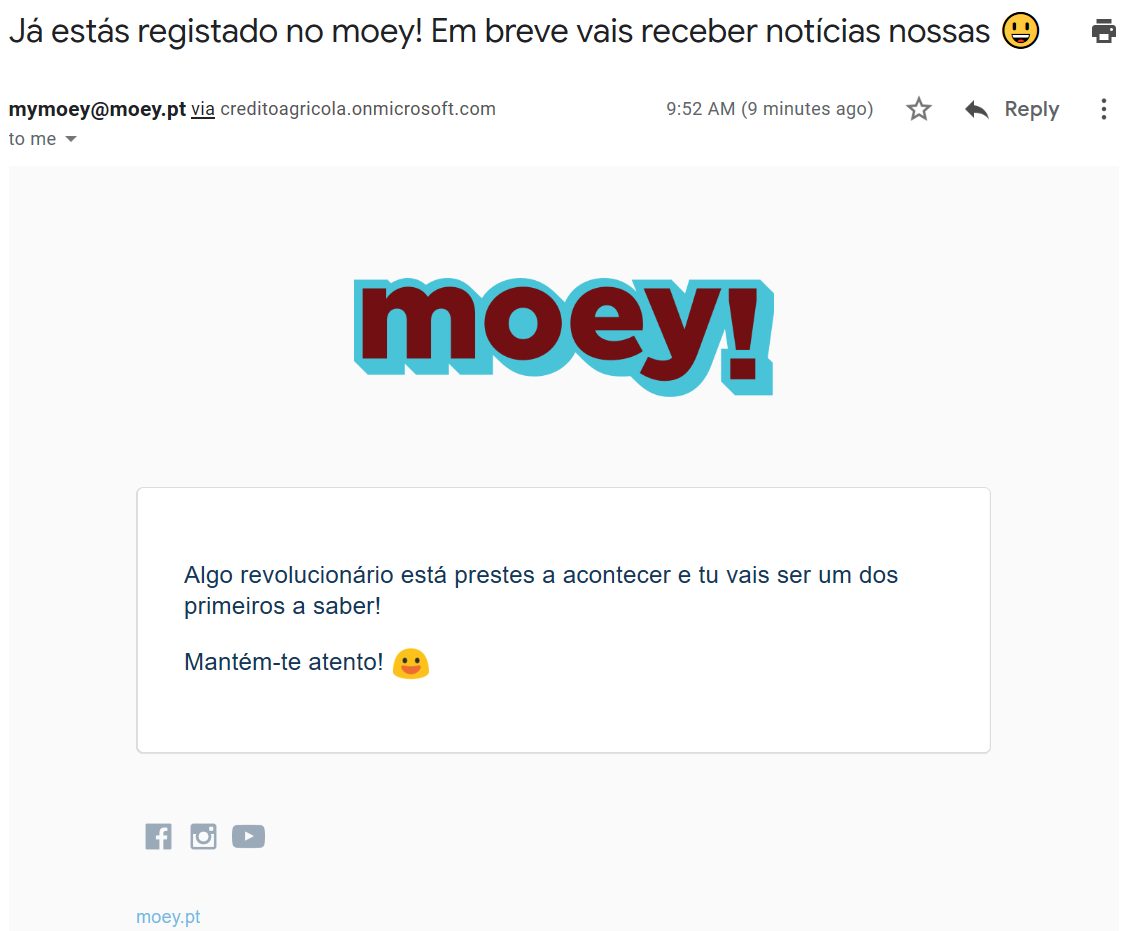 Já estás registado no moey! Em breve vais receber notícias nossas 😃
mymoey@moey.pt via creditoagricola.onmicrosoft.com 9:52 AM (9 minutes ago) Reply
to me
moey!
Algo revolucionário está prestes a acontecer e tu vais ser um dos
primeiros a saber!
Mantém-te atento! 😃
moey.pt